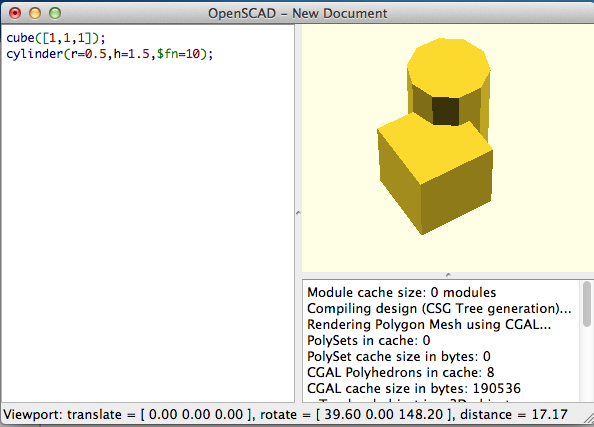 OpenSCAD – New Document
cube([1,1,1]);
cylinder(r=0.5,h=1.5,$fn=10);
Module cache size: 0 modules
Compiling design (CSG Tree generation)...
Rendering Polygon Mesh using CGAL...
PolySets in cache: 0
PolySet cache size in bytes: 0
CGAL Polyhedrons in cache: 8
CGAL cache size in bytes: 190536
Viewport: translate = [ 0.00 0.00 0.00 ], rotate = [ 39.60 0.00 148.20 ], distance = 17.17